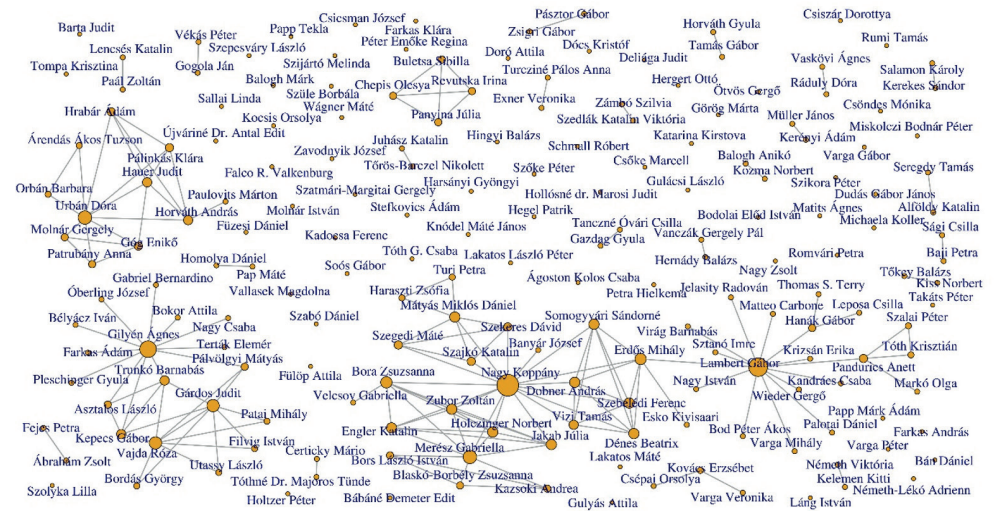 Barta Judit
Lencsés Katalin
Tompa Krisztina
Paál Zoltán
Vékás Péter
Gogola Ján
Szepesváry László
Papp Tekla
Csicsman József
Farkas Klára
Péter Emőke Regina
Szijártó Melinda
Balogh Márk
Szüle Borbála
Sallai Linda
Wágner Máté
Kocsis Orsolya
Buletsa Sibilla
Chepis Olesya
Revutska Irina
Panyina Júlia
Pásztor Gábor
Zsigri Gábor
Dócs Kristóf
Doró Attila
Turcziné Pálos Anna
Exner Veronika
Deliága Judit
Horváth Gyula
Tamás Gábor
Hergert Ottó
Zámbó Szilvia
Szedlák Katalin Viktória
Ötvös Gergő
Görög Márta
Csiszár Dorottya
Rumi Tamás
Vaskövi Ágnes
Ráduly Dóra
Salamon Károly
Kerekes Sándor
Csöndes Mónika
Müller János
Kerényi Ádám
Miskolczi Bodnár Péter
Varga Gábor
Hrabár Ádám
Árendás Ákos Tuzson
Újváriné Dr. Antal Edit
Pálinkás Klára
Hauer Judit
Orbán Barbara
Urbán Dóra
Horváth András
Molnár Gergely
Góg Enikő
Patrubány Anna
Zavodnyik József
Falco R. Valkenburg
Paulovits Márton
Szatmári-Margitai Gergely
Molnár István
Füzesi Dániel
Kadocsa Ferenc
Juhász Katalin
Törős-Barczel Nikolett
Harsányi Gyöngyi
Stefkovics Ádám
Knódel Máté János
Hingyi Balázs
Schmall Róbert
Szőke Péter
Hollósné dr. Marosi Judit
Hegel Patrik
Katarina Kirstova
Csőke Marcell
Gulácsi László
Balogh Anikó
Kozma Norbert
Szikora Péter
Seregdy Tamás
Dudás Gábor János
Alföldy Katalin
Matits Ágnes
Michaela Koller
Bodolai Előd István
Tanczné Óvári Csilla
Gazdag Gyula
Vanczák Gergely Pál
Hernády Balázs
Sági Csilla
Baji Petra
Homolya Dániel
Pap Máté
Vallasek Magdolna
Soós Gábor
Tóth G. Csaba
Lakatos László Péter
Turi Petra
Ágoston Kolos Csaba
Petra Hielkema
Romvári Petra
Nagy Zsolt
Thomas S. Terry
Tőkey Balázs
Kiss Norbert
Takáts Péter
Gabriel Bernardino
Óberling József
Bokor Attila
Bélyácz Iván
Gilyén Ágnes
Nagy Csaba
Terták Elemér
Farkas Ádám
Pálvölgyi Mátyás
Trunkó Barnabás
Pleschinger Gyula
Gárdos Judit
Asztalos László
Patai Mihály
Kepecs Gábor
Vajda Róza
Filvig István
Bordás György
Utassy László
Szabó Dániel
Fülöp Attila
Haraszti Zsófia
Mátyás Miklós Dániel
Szegedi Máté
Szekeres Dávid
Szajkó Katalin
Banyár József
Somogyvári Sándorné
Bora Zsuzsanna
Nagy Koppány
Velcsov Gabriella
Dobner András
Zubor Zoltán
Szebelédi Ferenc
Holczinger Norbert
Vizi Tamás
Engler Katalin
Jakab Júlia
Merész Gabriella
Dénes Beatrix
Bors László István
Blaskó-Borbély Zsuzsanna
Kazsoki Andrea
Bábáné Demeter Edit
Virág Barnabás
Erdős Mihály
Nagy István
Esko Kivisaari
Lakatos Máté
Jelasity Radován
Matteo Carbone
Hanák Gábor
Leposa Csilla
Szalai Péter
Sztanó Imre
Krizsán Erika
Tóth Krisztián
Lambert Gábor
Pandurics Anett
Kandrács Csaba
Wieder Gergő
Markó Olga
Bod Péter Ákos
Palotai Dániel
Papp Márk Ádám
Varga Mihály
Varga Péter
Farkas András
Bán Dániel
Németh Viktória
Kelemen Kitti
Németh-Lékó Adrienn
Láng István
Fejes Petra
Ábrahám Zsolt
Szolyka Lilla
Certicky Mário
Tóthné Dr. Majoros Tünde
Holtzer Péter
Kovács Erzsébet
Csépai Orsolya
Varga Veronika
Gulyás Attila